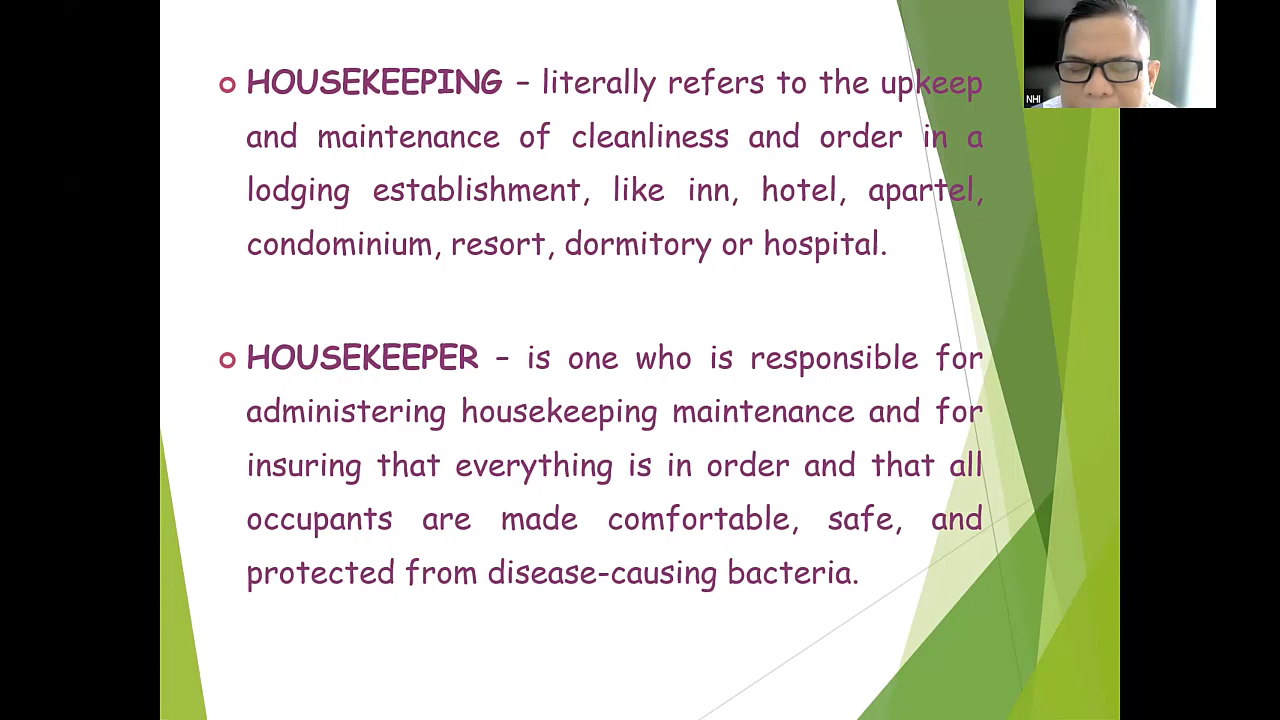 HOUSEKEEPING – literally refers to the upkeep
and maintenance of cleanliness and order in a
lodging establishment, like inn, hotel, apartel,
condominium, resort, dormitory or hospital.
HOUSEKEEPER – is one who is responsible for
administering housekeeping maintenance and for
insuring that everything is in order and that all
occupants are made comfortable, safe, and
protected from disease-causing bacteria.
NHI